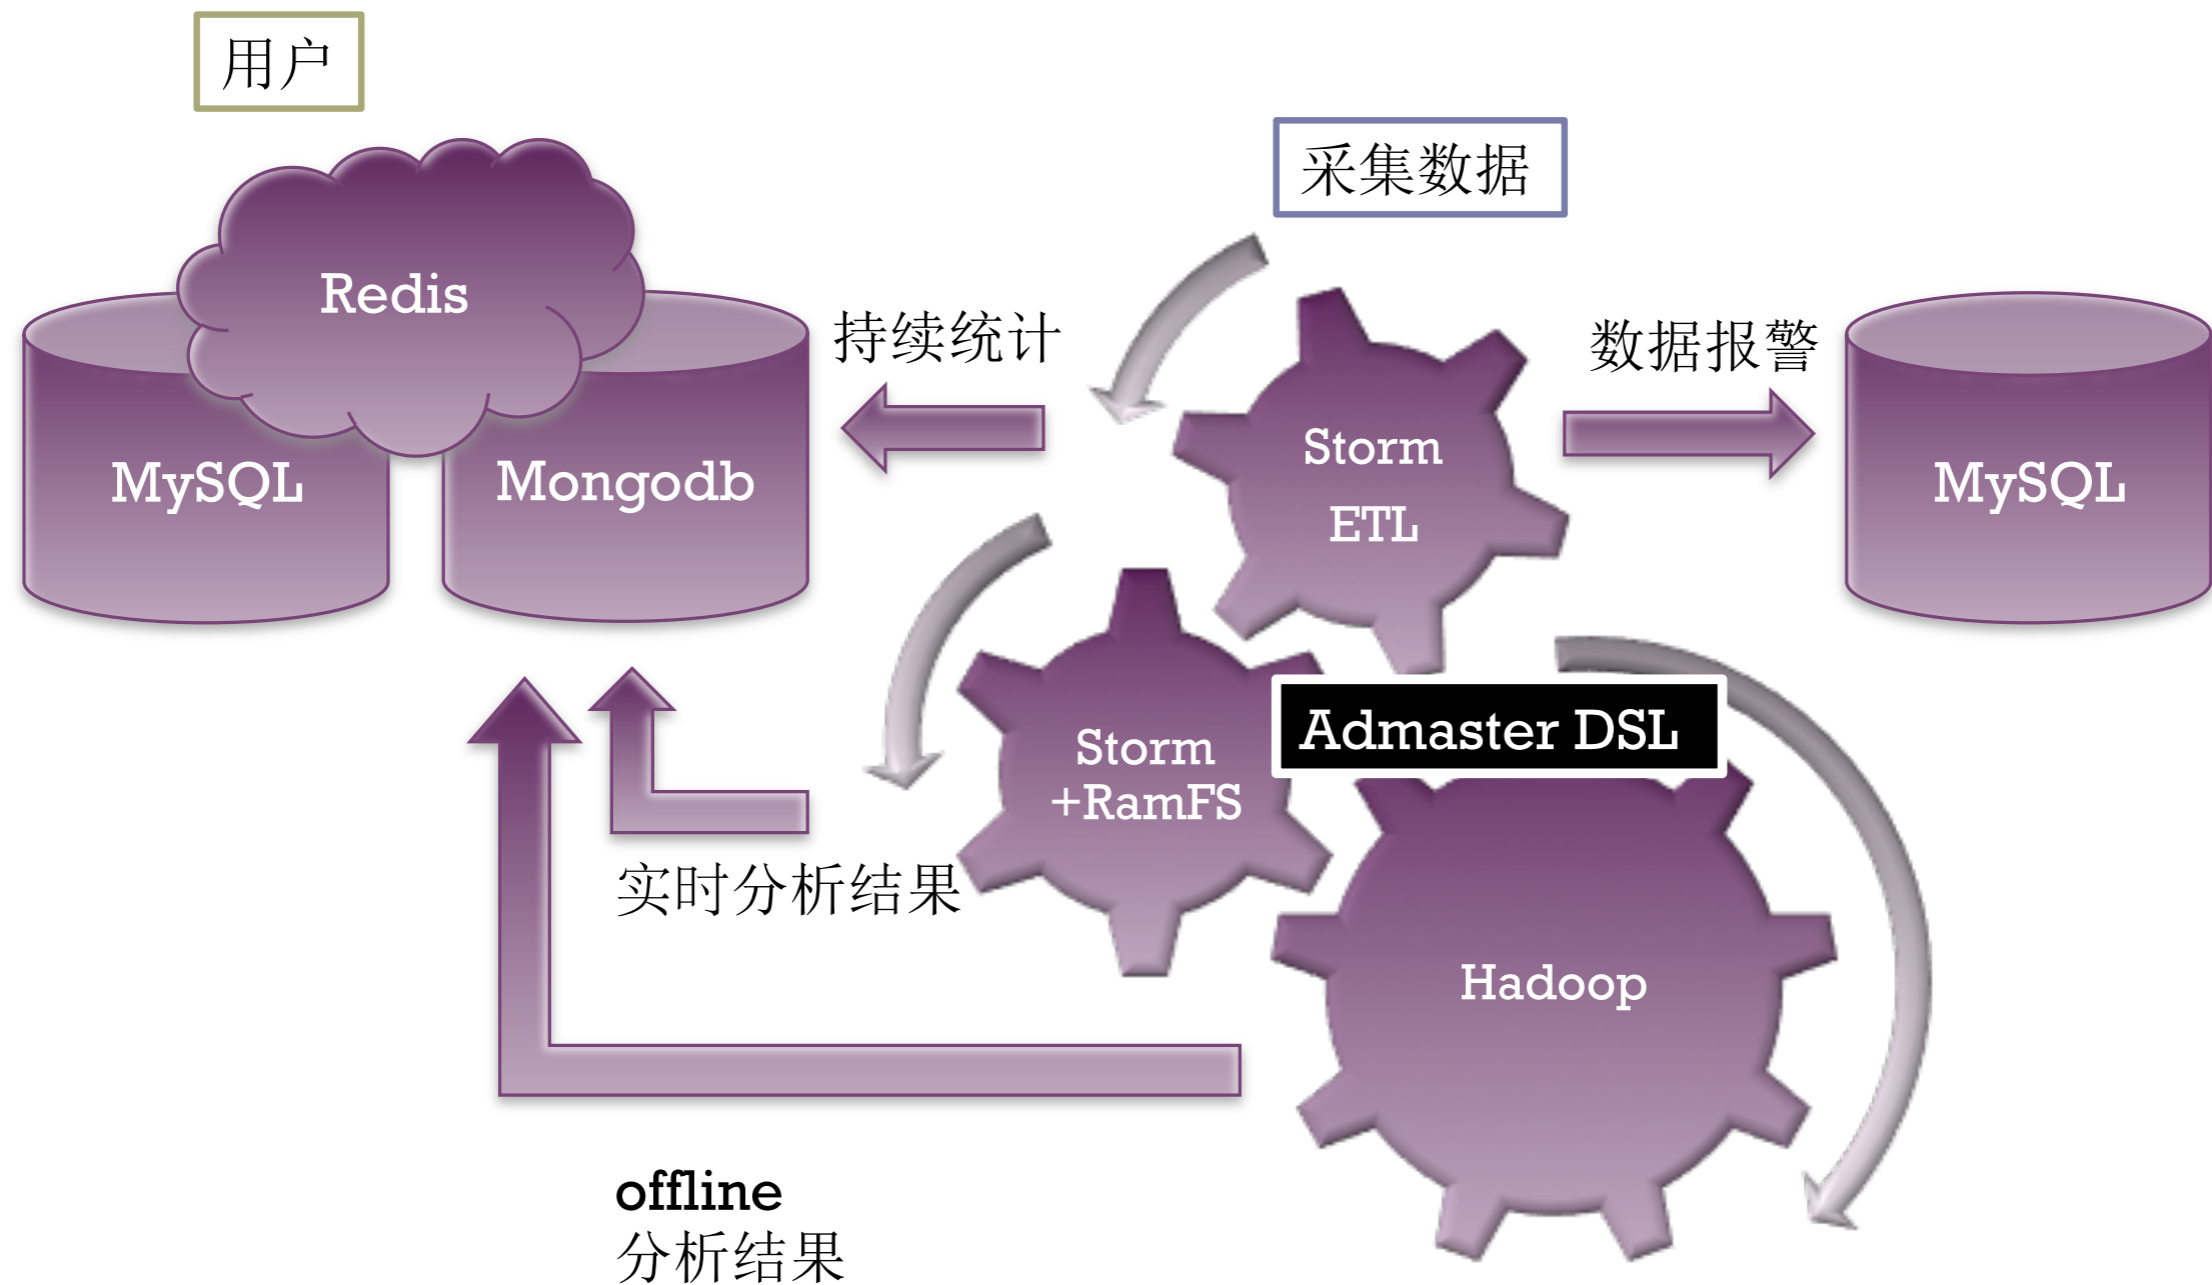 用户
采集数据
Redis
持续统计
数据报警
MySQL
Mongodb
Storm
ETL
MySQL
Admaster DSL
Storm
+RamFS
实时分析结果
Hadoop
offline
分析结果